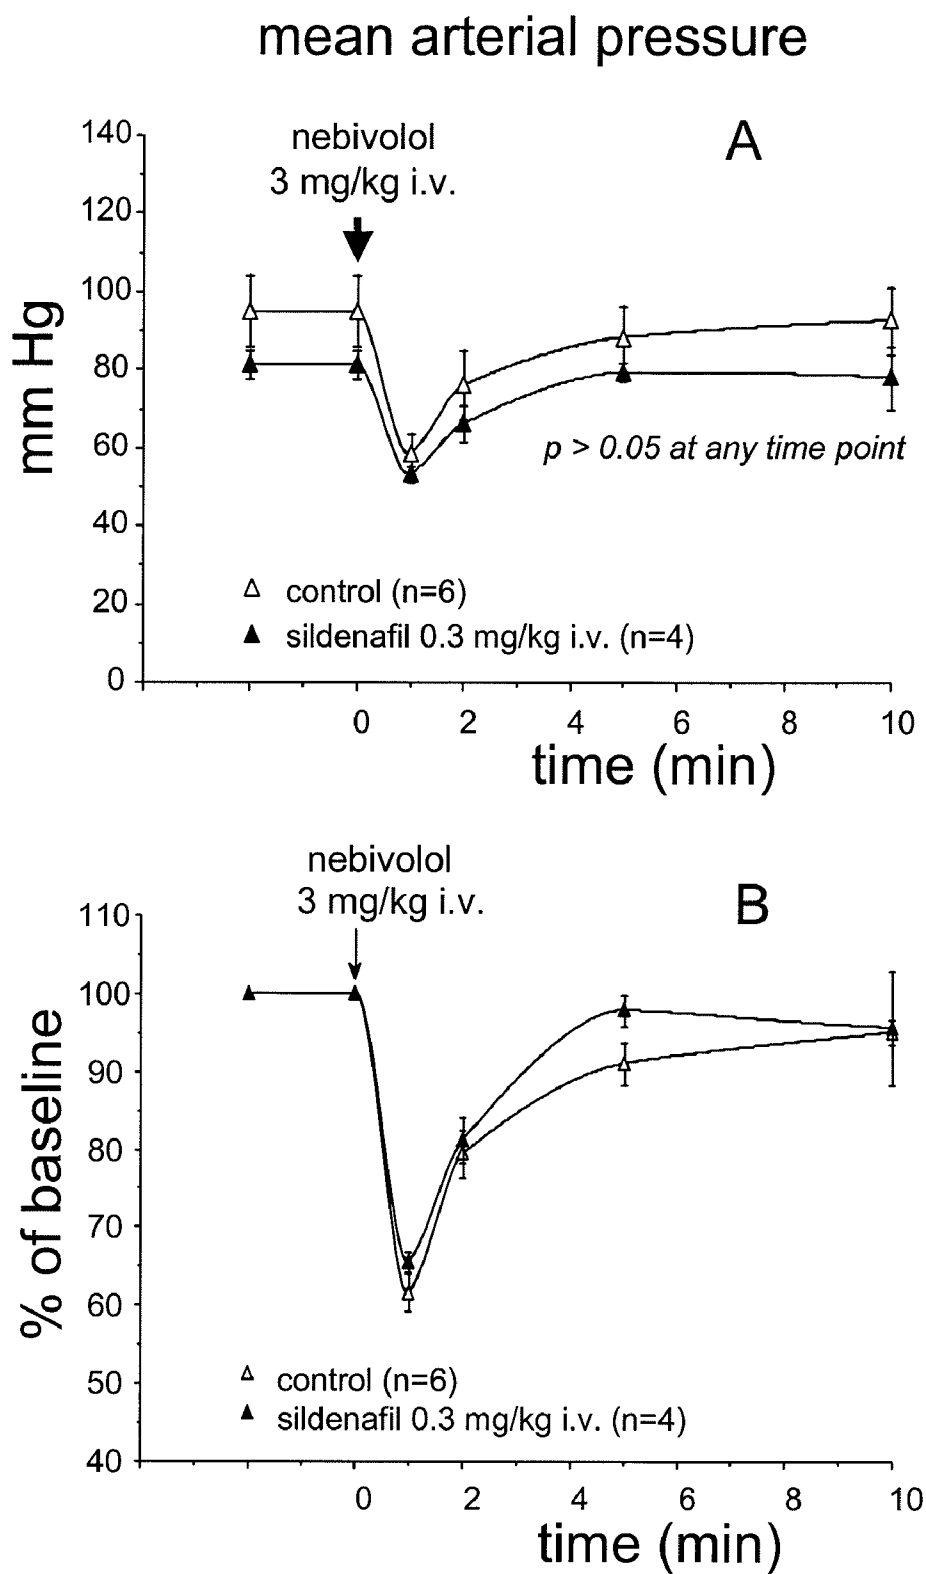 mean arterial pressure
A
nebivolol
3 mg/kg i.v.
140
120
100
80
60
40
20
0
mm Hg
p > 0.05 at any time point
control (n=6)
sildenafil 0.3 mg/kg i.v. (n=4)
0 2 4 6 8 10
time (min)
B
nebivolol
3 mg/kg i.v.
110
100
90
80
70
60
50
40
% of baseline
control (n=6)
sildenafil 0.3 mg/kg i.v. (n=4)
0 2 4 6 8 10
time (min)